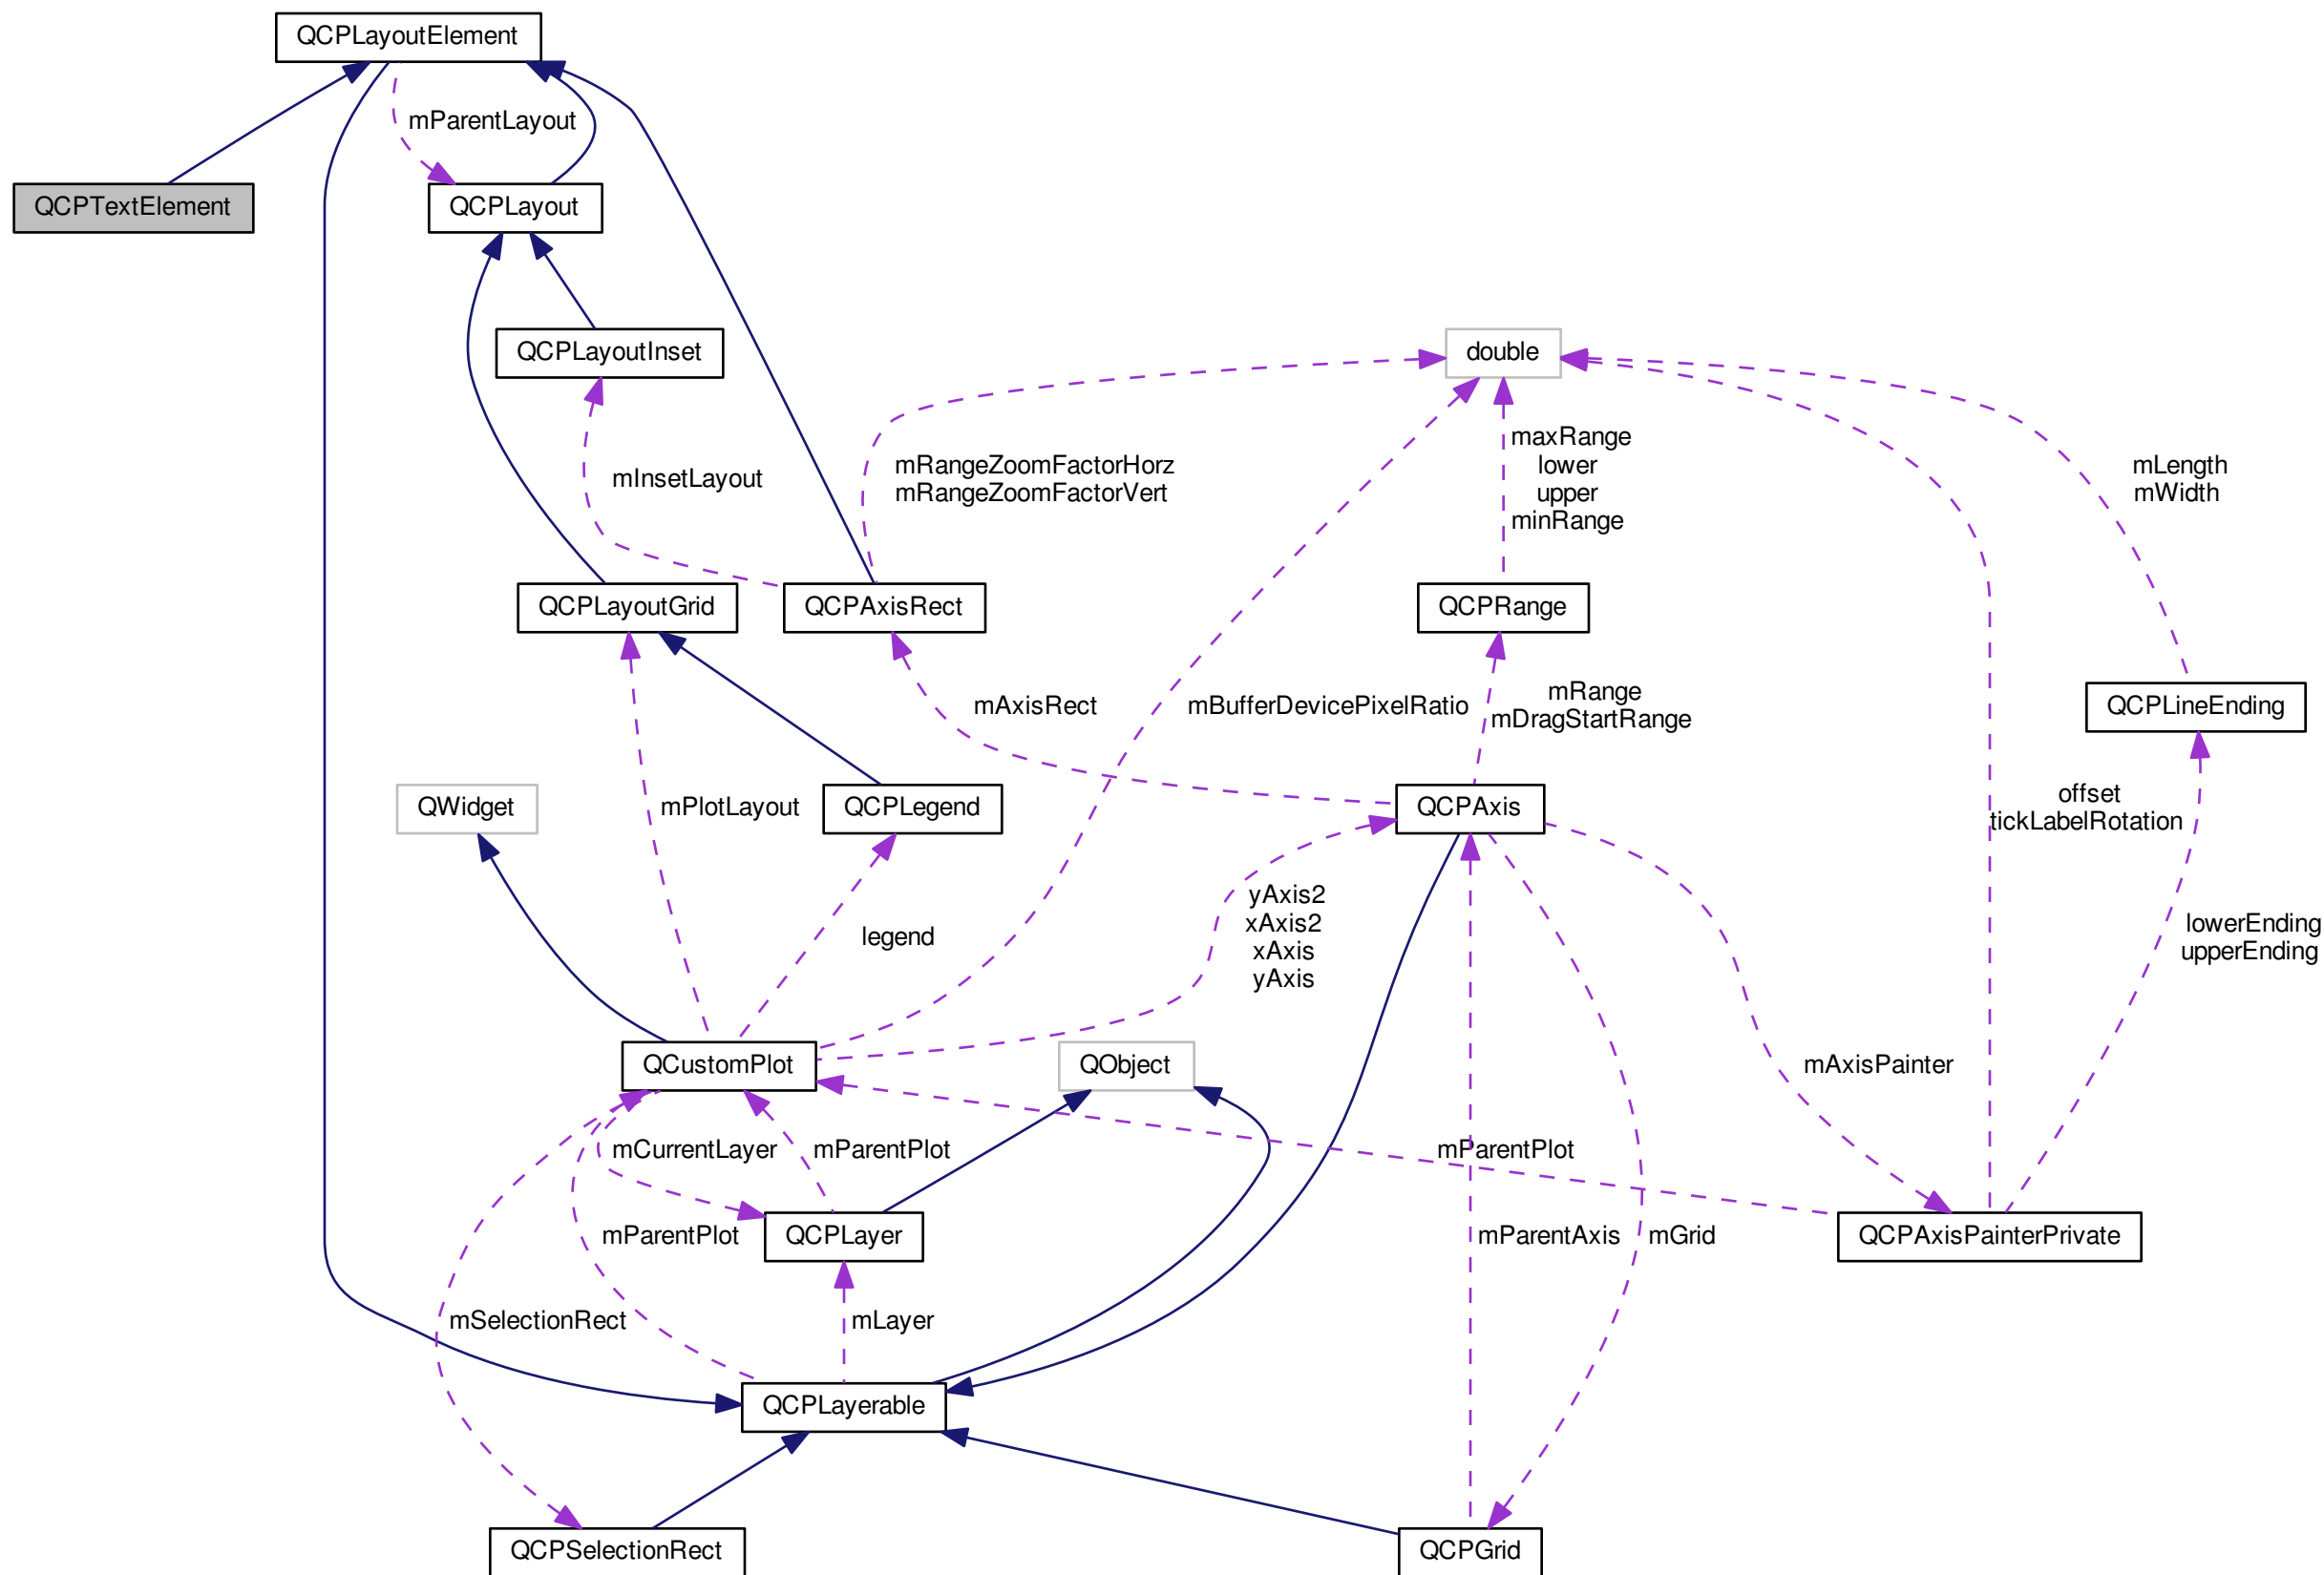 QCPLayoutElement
mParentLayout
QCPTextElement
QCPLayout
QCPLayoutInset
double
maxRange
lower
upper
minRange
mRangeZoomFactorHorz
mRangeZoomFactorVert
mLength
mWidth
mInsetLayout
QCPLayoutGrid
QCPAxisRect
QCPRange
mAxisRect
mBufferDevicePixelRatio
mRange
mDragStartRange
QCPLineEnding
QWidget
mPlotLayout
QCPLegend
QCPAxis
offset
tickLabelRotation
legend
yAxis2
xAxis2
xAxis
yAxis
lowerEnding
upperEnding
QCustomPlot
QObject
mAxisPainter
mCurrentLayer
mParentPlot
mParentPlot
mParentPlot
QCPLayer
mParentAxis
mGrid
QCPAxisPainterPrivate
mSelectionRect
mLayer
QCPLayerable
QCPSelectionRect
QCPGrid